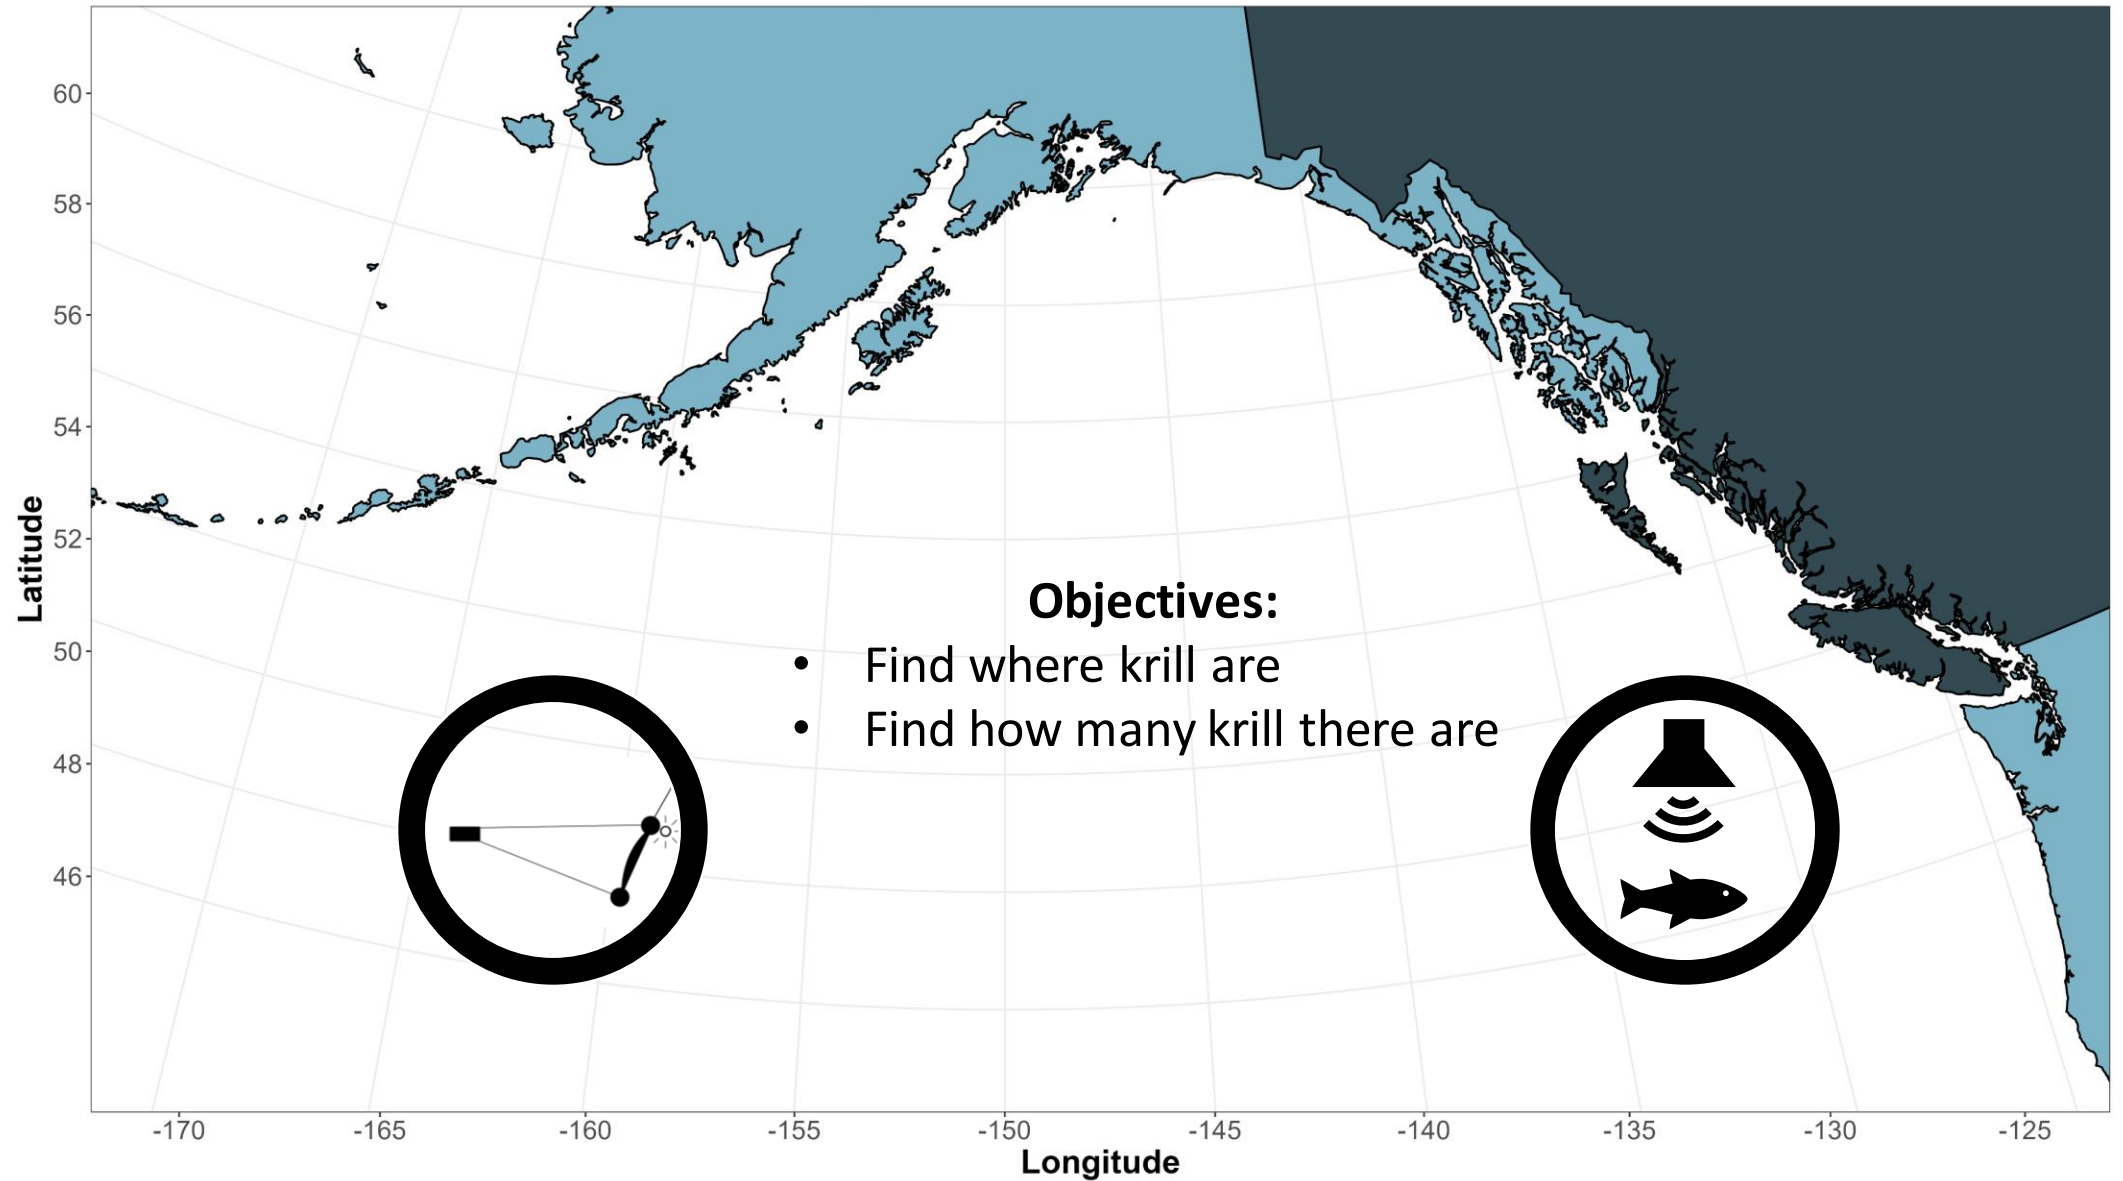 60
58
56
54
52
50
48
46
Latitude
Objectives:
• Find where krill are
• Find how many krill there are
-170 -165 -160 -155 -150 -145 -140 -135 -130 -125
Longitude